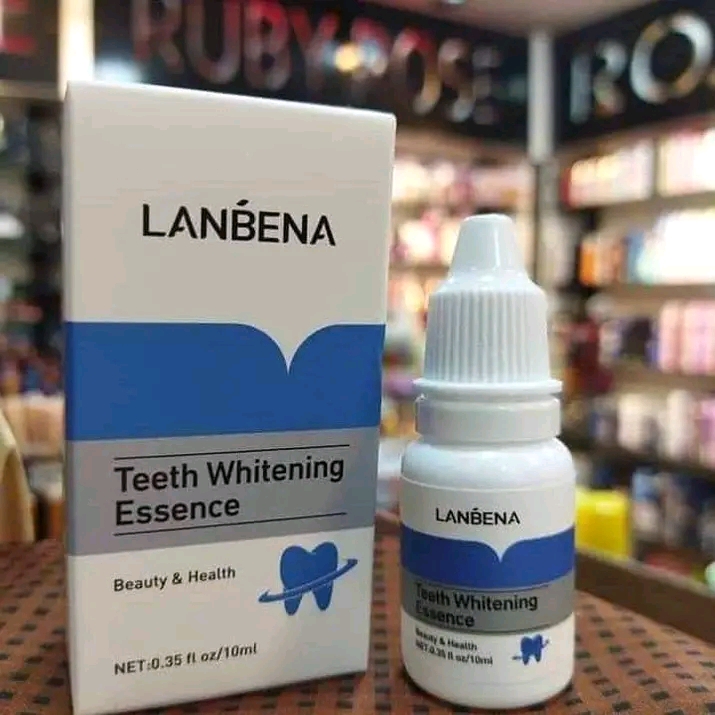 RUBY ROSE
RO
LANBENA
Teeth Whitening
Essence
Beauty & Health
NET:0.35 fl oz/10ml
LANBENA
Teeth Whitening
Essence
Beauty & Health
NET:0.35 fl oz/10ml